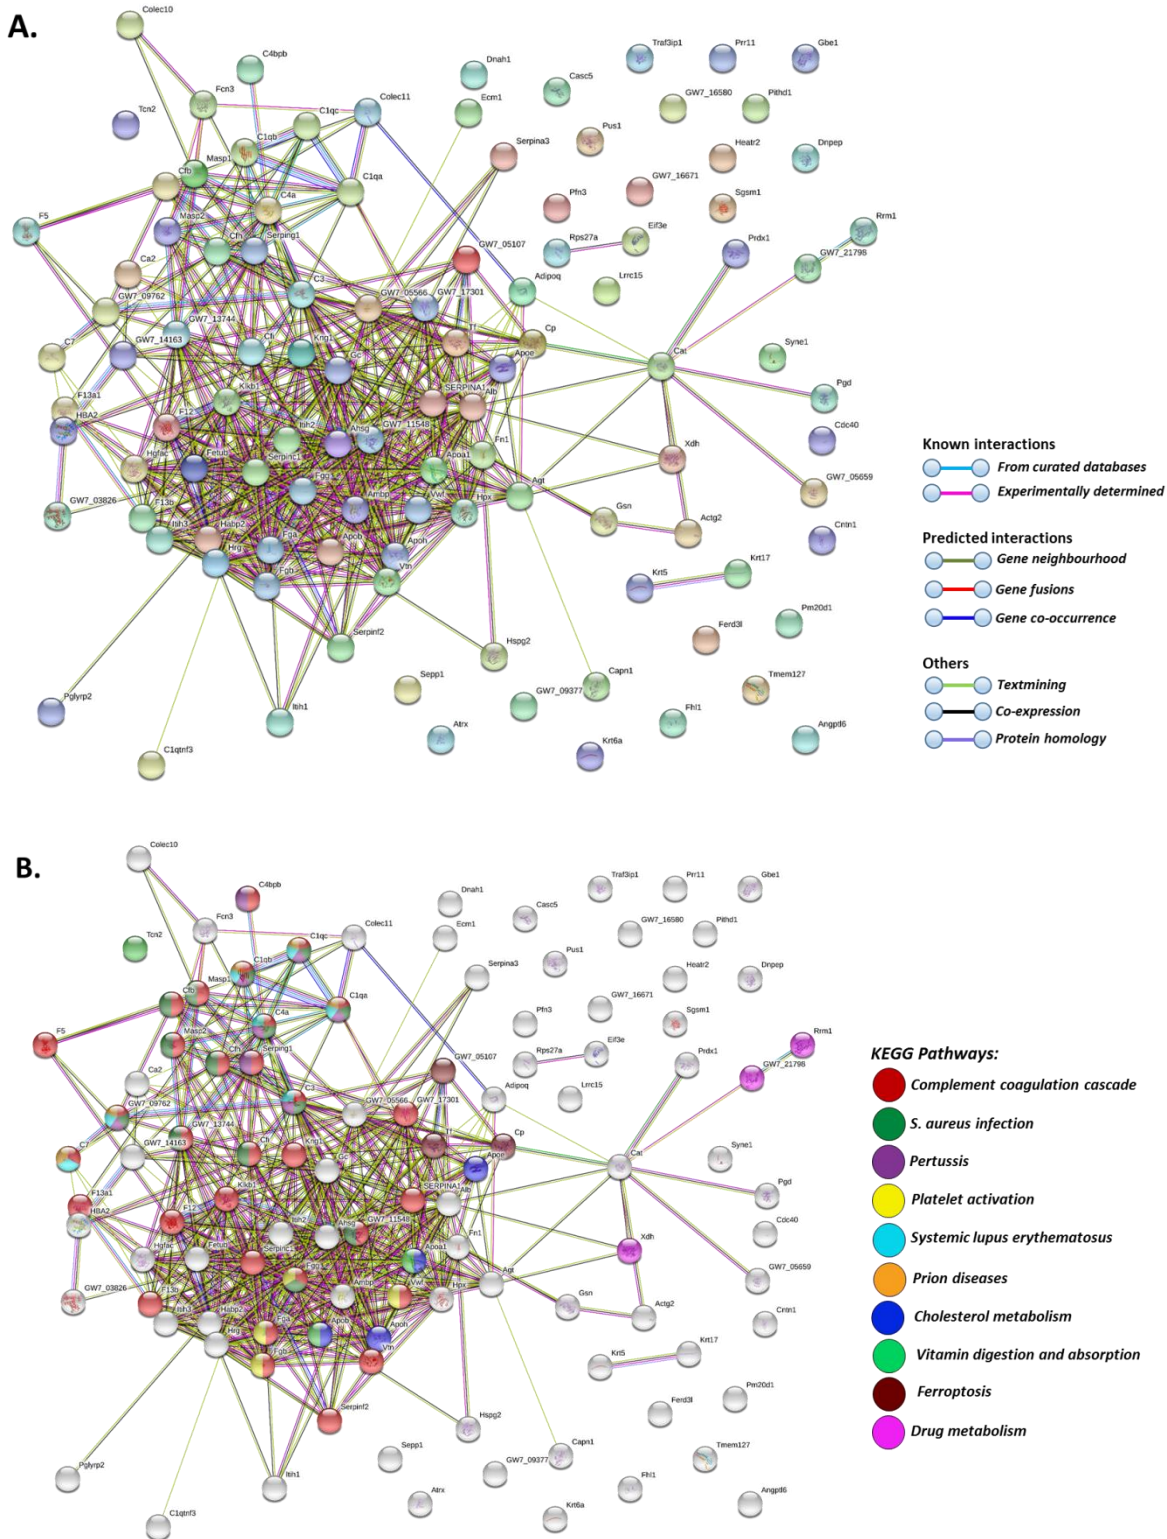 A.
Colec10
C4bpb
Tcn2
Fcn3
Dnah1
Ecm1
Colec11
C1qc
C1qb
Masp1
Cfb
C4a
C1qa
Serpina3
F5
Masp2
Cfh
Serping1
Ca2
C3
GW7_05107
Adipoq
GW7_09762
GW7_05566
GW7_17301
GW7_13744
GW7_14163
Cfi
Kng1
Gc
Tf
Cp
Apoe
C7
F13a1
HBA2
Klkb1
SERPINA1
Alb
F12
Itih2
Ahsg
GW7_11548
Fn1
Hgfac
Fetub
Serpinc1
Apoa1
Agt
GW7_03826
F13b
Fgg
Ambp
Vwf
Hpx
Itih3
Habp2
Hrg
Fga
Apob
Apoh
Vtn
Fgb
Serpinf2
Hspg2
Pglyrp2
Itih1
C1qtnf3
Traf3ip1
Prr11
Gbe1
Casc5
GW7_16580
Pithd1
Pus1
Heatr2
Dnpep
Pfn3
GW7_16671
Sgsm1
Rps27a
Eif3e
Prdx1
Rrm1
GW7_21798
Lrrc15
Cat
Syne1
Pgd
Cdc40
Xdh
GW7_05659
Gsn
Actg2
Cntn1
Krt5
Krt17
Pm20d1
Ferd3l
Sepp1
GW7_09377
Capn1
Tmem127
Atrx
Fhl1
Krt6a
Angptl6
Known interactions
From curated databases
Experimentally determined
Predicted interactions
Gene neighbourhood
Gene fusions
Gene co-occurrence
Others
Textmining
Co-expression
Protein homology
B.
Colec10
C4bpb
Tcn2
Fcn3
Dnah1
Ecm1
Colec11
C1qc
C1qb
Masp1
Cfb
C4a
C1qa
Serpina3
F5
Masp2
Cfh
Serping1
Ca2
C3
GW7_05107
Adipoq
GW7_09762
GW7_05566
GW7_17301
GW7_13744
GW7_14163
Cfi
Kng1
Gc
Tf
Cp
Apoe
C7
F13a1
HBA2
Klkb1
SERPINA1
Alb
F12
Itih2
Ahsg
GW7_11548
Fn1
Hgfac
Fetub
Serpinc1
Apoa1
Agt
GW7_03826
F13b
Fgg
Ambp
Vwf
Hpx
Itih3
Habp2
Hrg
Fga
Apob
Apoh
Vtn
Fgb
Serpinf2
Hspg2
Pglyrp2
Itih1
C1qtnf3
Traf3ip1
Prr11
Gbe1
Casc5
GW7_16580
Pithd1
Pus1
Heatr2
Dnpep
Pfn3
GW7_16671
Sgsm1
Rps27a
Eif3e
Prdx1
Rrm1
GW7_21798
Lrrc15
Cat
Syne1
Pgd
Cdc40
Xdh
GW7_05659
Gsn
Actg2
Cntn1
Krt5
Krt17
Pm20d1
Ferd3l
Sepp1
GW7_09377
Capn1
Tmem127
Atrx
Fhl1
Krt6a
Angptl6
KEGG Pathways:
Complement coagulation cascade
S. aureus infection
Pertussis
Platelet activation
Systemic lupus erythematosus
Prion diseases
Cholesterol metabolism
Vitamin digestion and absorption
Ferroptosis
Drug metabolism